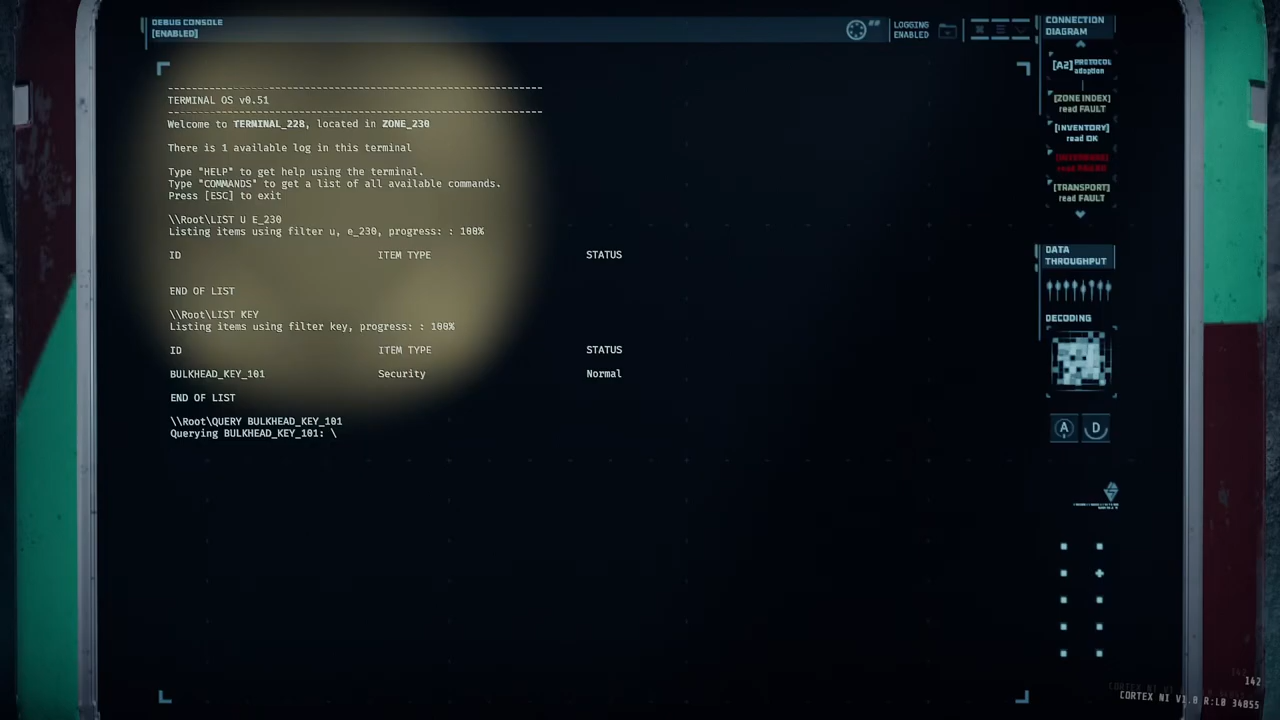 DEBUG CONSOLE
[ENABLED]
LOGGING
ENABLED
------------------------------------------------------------------
TERMINAL OS v0.51
------------------------------------------------------------------
Welcome to TERMINAL_228, located in ZONE_230
There is 1 available log in this terminal
Type "HELP" to get help using the terminal.
Type "COMMANDS" to get a list of all available commands.
Press [ESC] to exit
\\Root\LIST U E_230
Listing items using filter u, e_230, progress: : 100%
ID ITEM TYPE STATUS
END OF LIST
\\Root\LIST KEY
Listing items using filter key, progress: : 100%
ID ITEM TYPE STATUS
BULKHEAD_KEY_101 Security Normal
END OF LIST
\\Root\QUERY BULKHEAD_KEY_101
Querying BULKHEAD_KEY_101: \
CONNECTION
DIAGRAM
[A2] PROTOCOL
adoption
[ZONE INDEX]
read FAULT
[INVENTORY]
read OK
[TRANSPORT]
read FAULT
DATA
THROUGHPUT
DECODING
A D
142
CORTEX NI V1.0 R:L0 34855